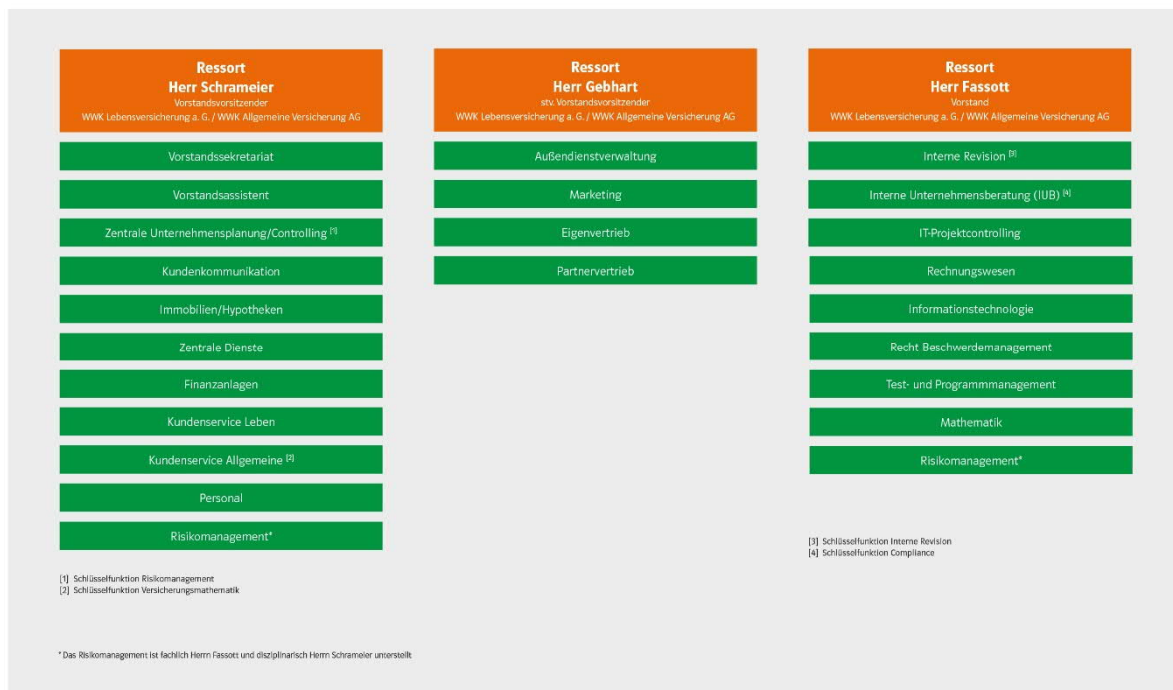 Ressort
Herr Schrameier
Vorstandsvorsitzender
WWK Lebensversicherung a. G. / WWK Allgemeine Versicherung AG
Vorstandssekretariat
Vorstandsassistent
Zentrale Unternehmensplanung/Controlling [1]
Kundenkommunikation
Immobilien/Hypotheken
Zentrale Dienste
Finanzanlagen
Kundenservice Leben
Kundenservice Allgemeine [2]
Personal
Risikomanagement*
[1] Schlüsselfunktion Risikomanagement
[2] Schlüsselfunktion Versicherungsmathematik
Ressort
Herr Gebhart
stv. Vorstandsvorsitzender
WWK Lebensversicherung a. G. / WWK Allgemeine Versicherung AG
Außendienstverwaltung
Marketing
Eigenvertrieb
Partnervertrieb
Ressort
Herr Fassott
Vorstand
WWK Lebensversicherung a. G. / WWK Allgemeine Versicherung AG
Interne Revision [3]
Interne Unternehmensberatung (IUB) [4]
IT-Projektcontrolling
Rechnungswesen
Informationstechnologie
Recht Beschwerdemanagement
Test- und Programmmanagement
Mathematik
Risikomanagement*
[3] Schlüsselfunktion Interne Revision
[4] Schlüsselfunktion Compliance
* Das Risikomanagement ist fachlich Herrn Fassott und disziplinarisch Herrn Schrameier unterstellt